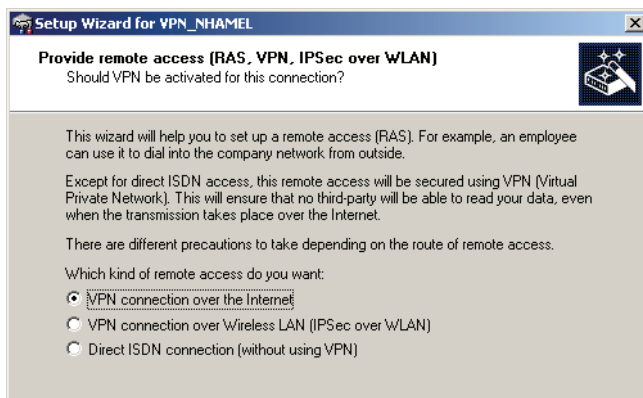 Setup Wizard for VPN_NHAMEL
Provide remote access (RAS, VPN, IPSec over WLAN)
Should VPN be activated for this connection?
This wizard will help you to set up a remote access (RAS). For example, an employee
can use it to dial into the company network from outside.
Except for direct ISDN access, this remote access will be secured using VPN (Virtual
Private Network). This will ensure that no third-party will be able to read your data, even
when the transmission takes place over the Internet.
There are different precautions to take depending on the route of remote access.
Which kind of remote access do you want:
VPN connection over the Internet
VPN connection over Wireless LAN (IPSec over WLAN)
Direct ISDN connection (without using VPN)